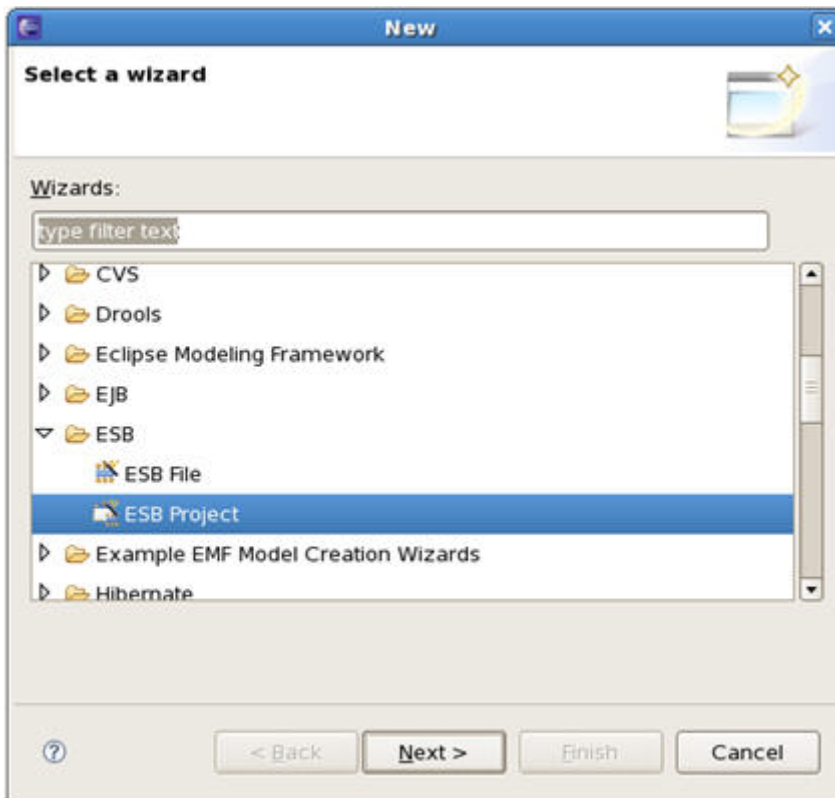 New
Select a wizard
Wizards:
type filter text
CVS
Drools
Eclipse Modeling Framework
EJB
ESB
ESB File
ESB Project
Example EMF Model Creation Wizards
Hibernate
< Back Next > Finish Cancel